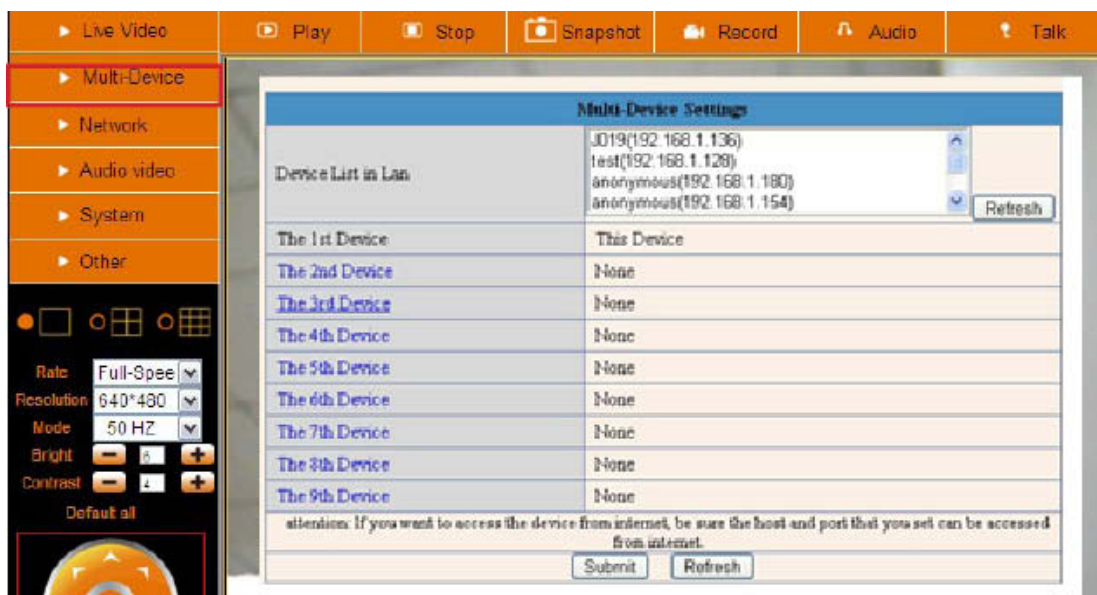 Live Video
Play
Stop
Snapshot
Record
Audio
Talk
Multi-Device
Network
Audio video
System
Other
Rate Full-Spee
Resolution 640*480
Mode 50 HZ
Bright 6
Contrast 4
Default all
Multi-Device Settings
Device List in Lan
J019(192.168.1.136)
test(192.168.1.128)
anonymous(192.168.1.180)
anonymous(192.168.1.154)
Refresh
The 1st Device This Device
The 2nd Device None
The 3rd Device None
The 4th Device None
The 5th Device None
The 6th Device None
The 7th Device None
The 8th Device None
The 9th Device None
attention: If you want to access the device from internet, be sure the host and port that you set can be accessed
from internet.
Submit Refresh